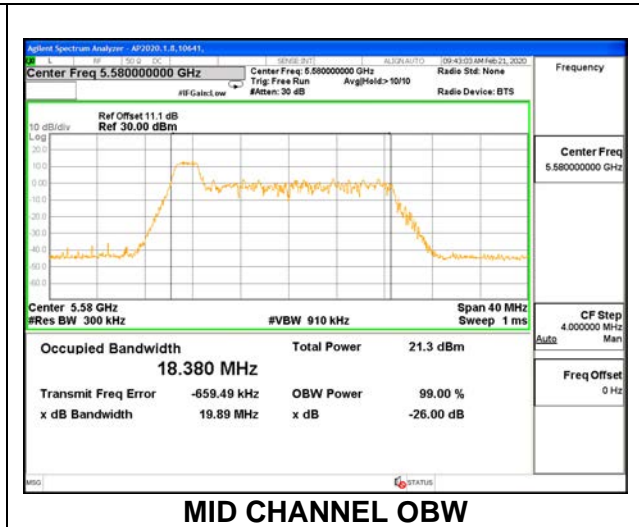 Agilent Spectrum Analyzer - AP2020.1.8,10641,
L RF 50 Ω DC SENSE:INT ALIGN AUTO 09:43:03 AM Feb 21, 2020
Center Freq 5.580000000 GHz Center Freq: 5.580000000 GHz Radio Std: None Frequency
Trig: Free Run Avg|Hold:> 10/10
#IFGain:Low #Atten: 30 dB Radio Device: BTS
Ref Offset 11.1 dB
10 dB/div Ref 30.00 dBm
Log
20.0
10.0
0.00
-10.0
-20.0
-30.0
-40.0
-50.0
-60.0
Center Freq
5.580000000 GHz
Center 5.58 GHz Span 40 MHz
#Res BW 300 kHz #VBW 910 kHz Sweep 1 ms
CF Step
4.000000 MHz
Auto Man
Occupied Bandwidth Total Power 21.3 dBm
18.380 MHz
Freq Offset
0 Hz
Transmit Freq Error -659.49 kHz OBW Power 99.00 %
x dB Bandwidth 19.89 MHz x dB -26.00 dB
MSG STATUS
MID CHANNEL OBW